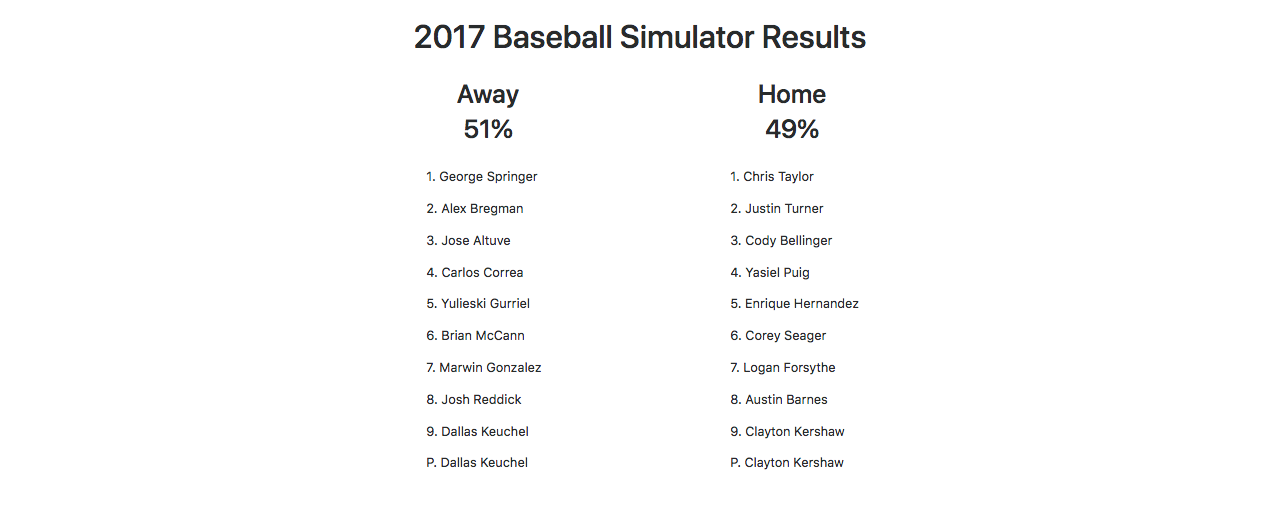 2017 Baseball Simulator Results
Away
51%
1. George Springer
2. Alex Bregman
3. Jose Altuve
4. Carlos Correa
5. Yulieski Gurriel
6. Brian McCann
7. Marwin Gonzalez
8. Josh Reddick
9. Dallas Keuchel
P. Dallas Keuchel
Home
49%
1. Chris Taylor
2. Justin Turner
3. Cody Bellinger
4. Yasiel Puig
5. Enrique Hernandez
6. Corey Seager
7. Logan Forsythe
8. Austin Barnes
9. Clayton Kershaw
P. Clayton Kershaw